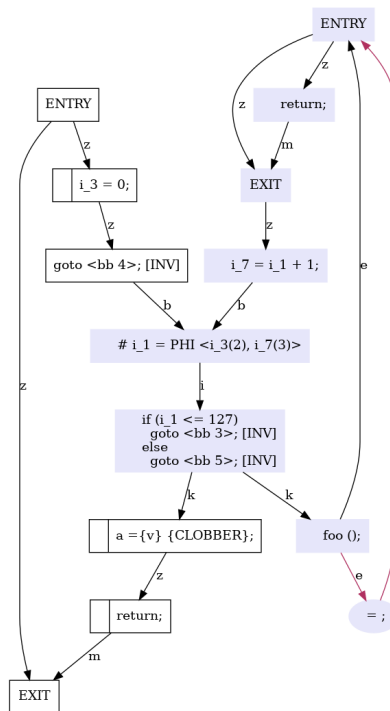 ENTRY
z
z
return;
ENTRY
z
m
EXIT
i_3 = 0;
z
z
goto <bb 4>; [INV]
i_7 = i_1 + 1;
e
b
b
# i_1 = PHI <i_3(2), i_7(3)>
i
z
if (i_1 <= 127)
goto <bb 3>; [INV]
else
goto <bb 5>; [INV]
k
k
a ={v} {CLOBBER};
foo ();
z
e
return;
= ;
m
EXIT